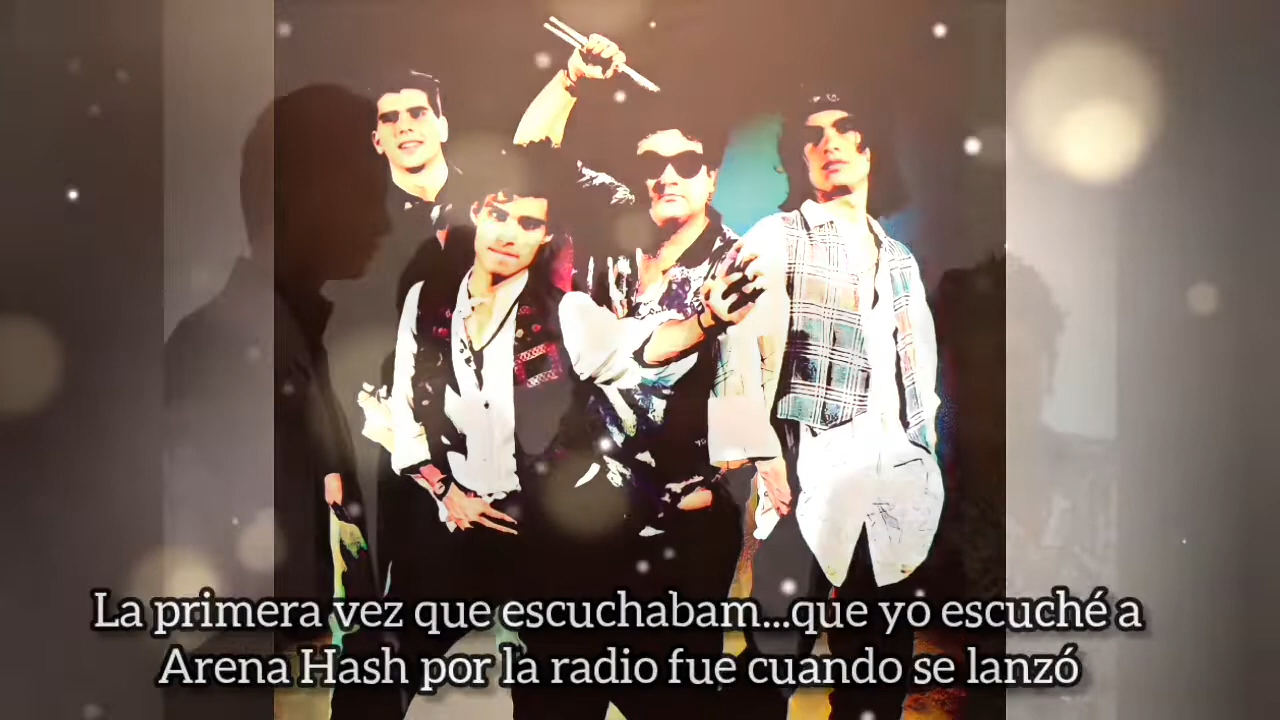 La primera vez que escuchabam...que yo escuché a
Arena Hash por la radio fue cuando se lanzó